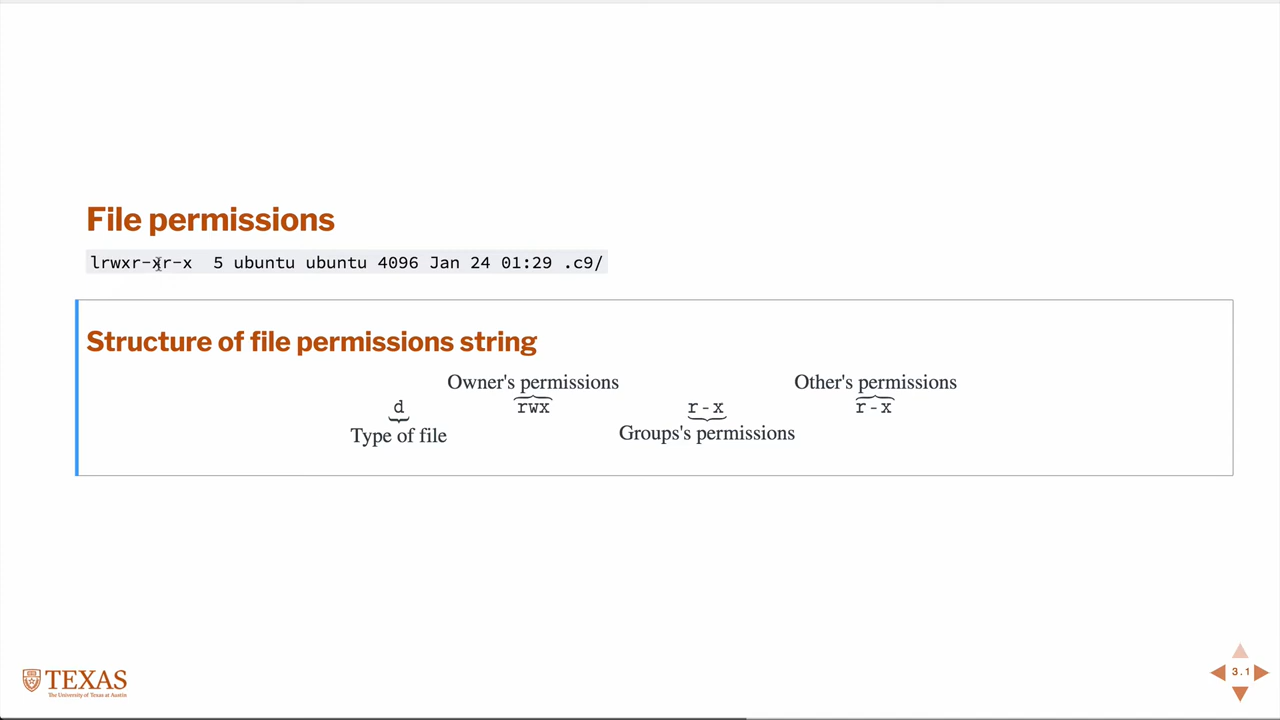 File permissions
lrwxr-xr-x  5 ubuntu ubuntu 4096 Jan 24 01:29 .c9/
Structure of file permissions string
Owner's permissions Other's permissions
d rwx r-x r-x
Type of file Groups's permissions
TEXAS
The University of Texas at Austin
3.1